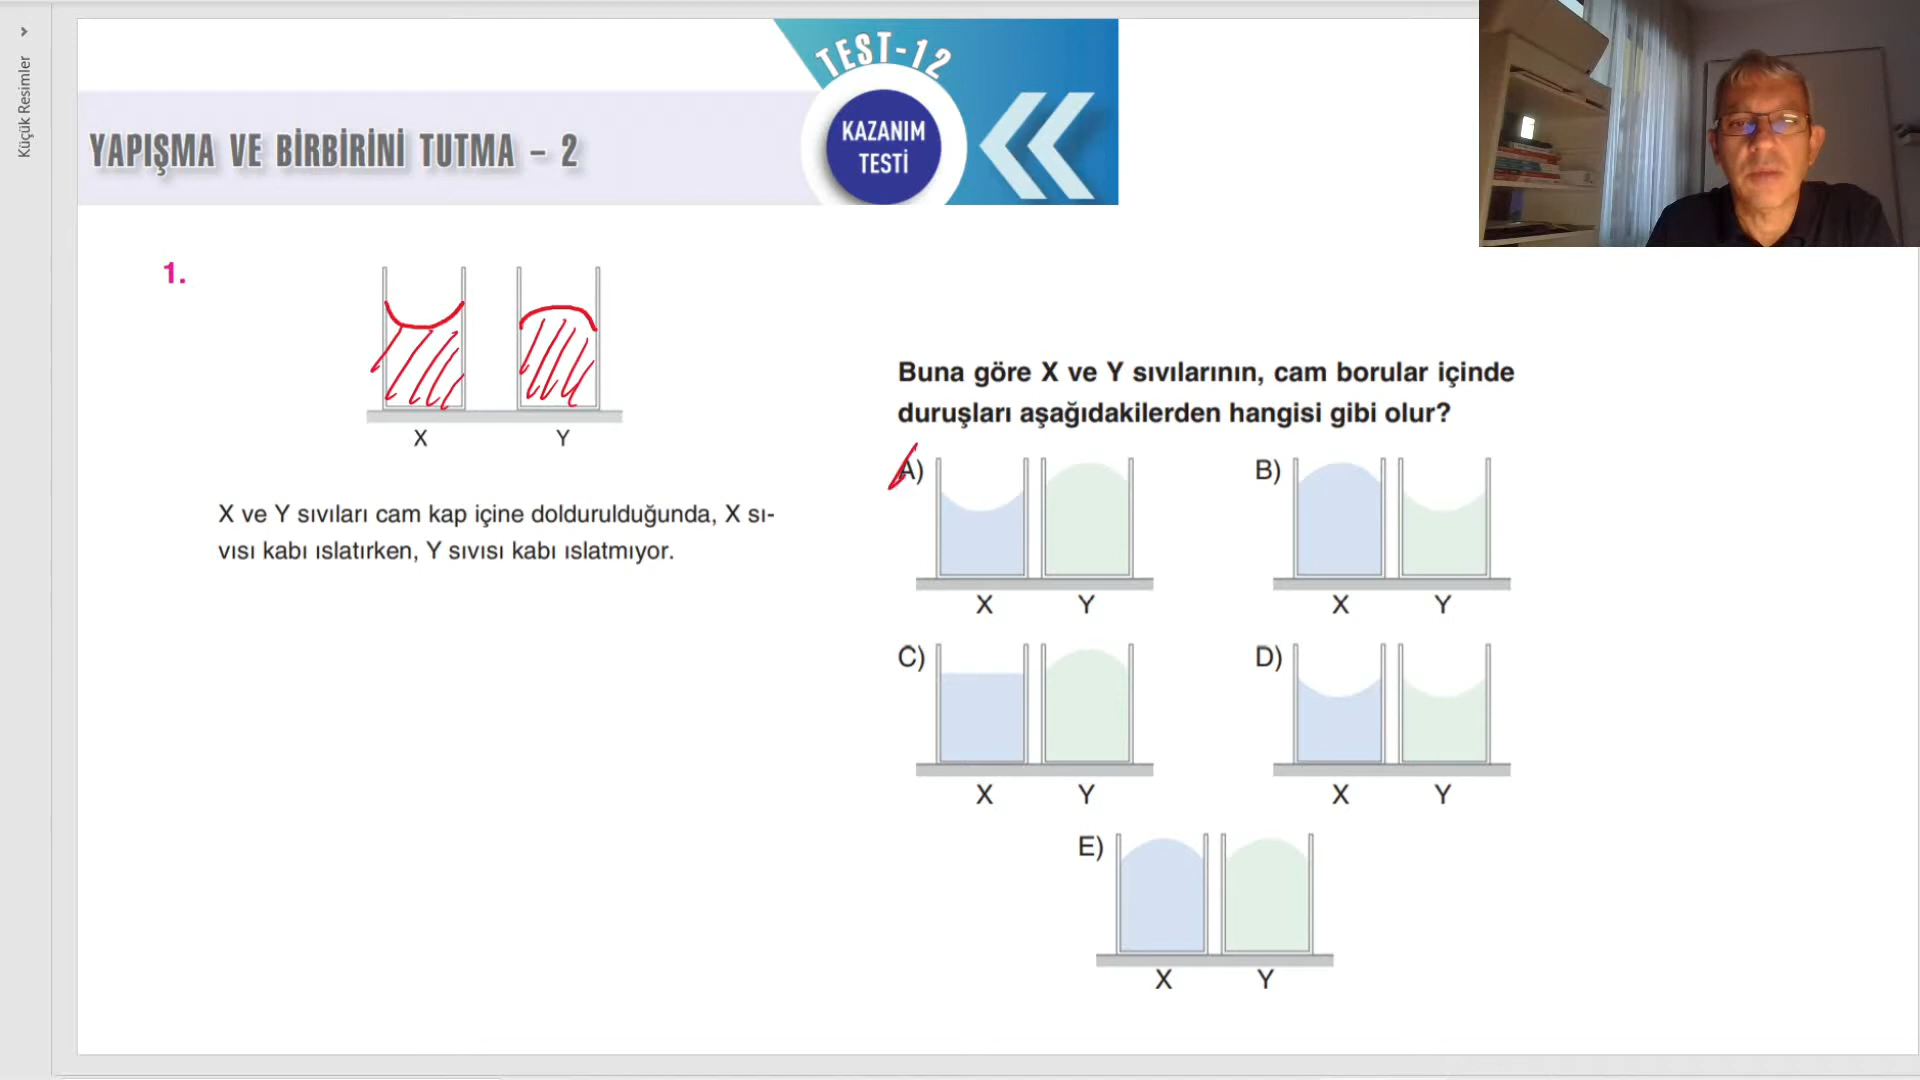 Küçük Resimler
TEST-12
KAZANIM
TESTİ
YAPIŞMA VE BİRBİRİNİ TUTMA – 2
1.
X Y
X ve Y sıvıları cam kap içine doldurulduğunda, X sı-
vısı kabı ıslatırken, Y sıvısı kabı ıslatmıyor.
Buna göre X ve Y sıvılarının, cam borular içinde
duruşları aşağıdakilerden hangisi gibi olur?
A) B)
X Y X Y
C) D)
X Y X Y
E)
X Y